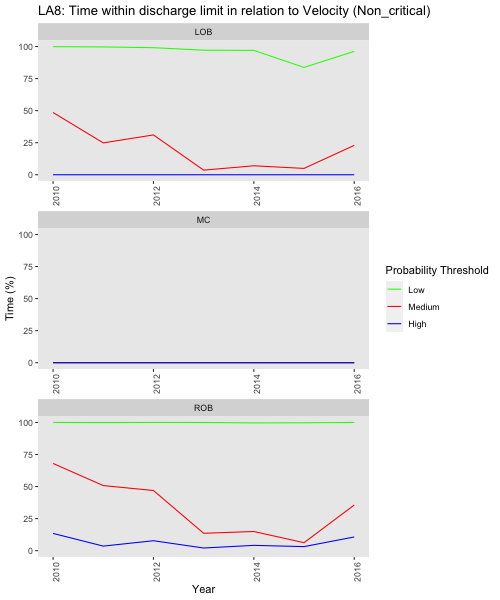 LA8: Time within discharge limit in relation to Velocity (Non_critical)
LOB
100
75
50
25
0
2010
2012
2014
2016
MC
100
75
50
25
0
2010
2012
2014
2016
ROB
100
75
50
25
0
2010
2012
2014
2016
Time (%)
Year
Probability Threshold
Low
Medium
High